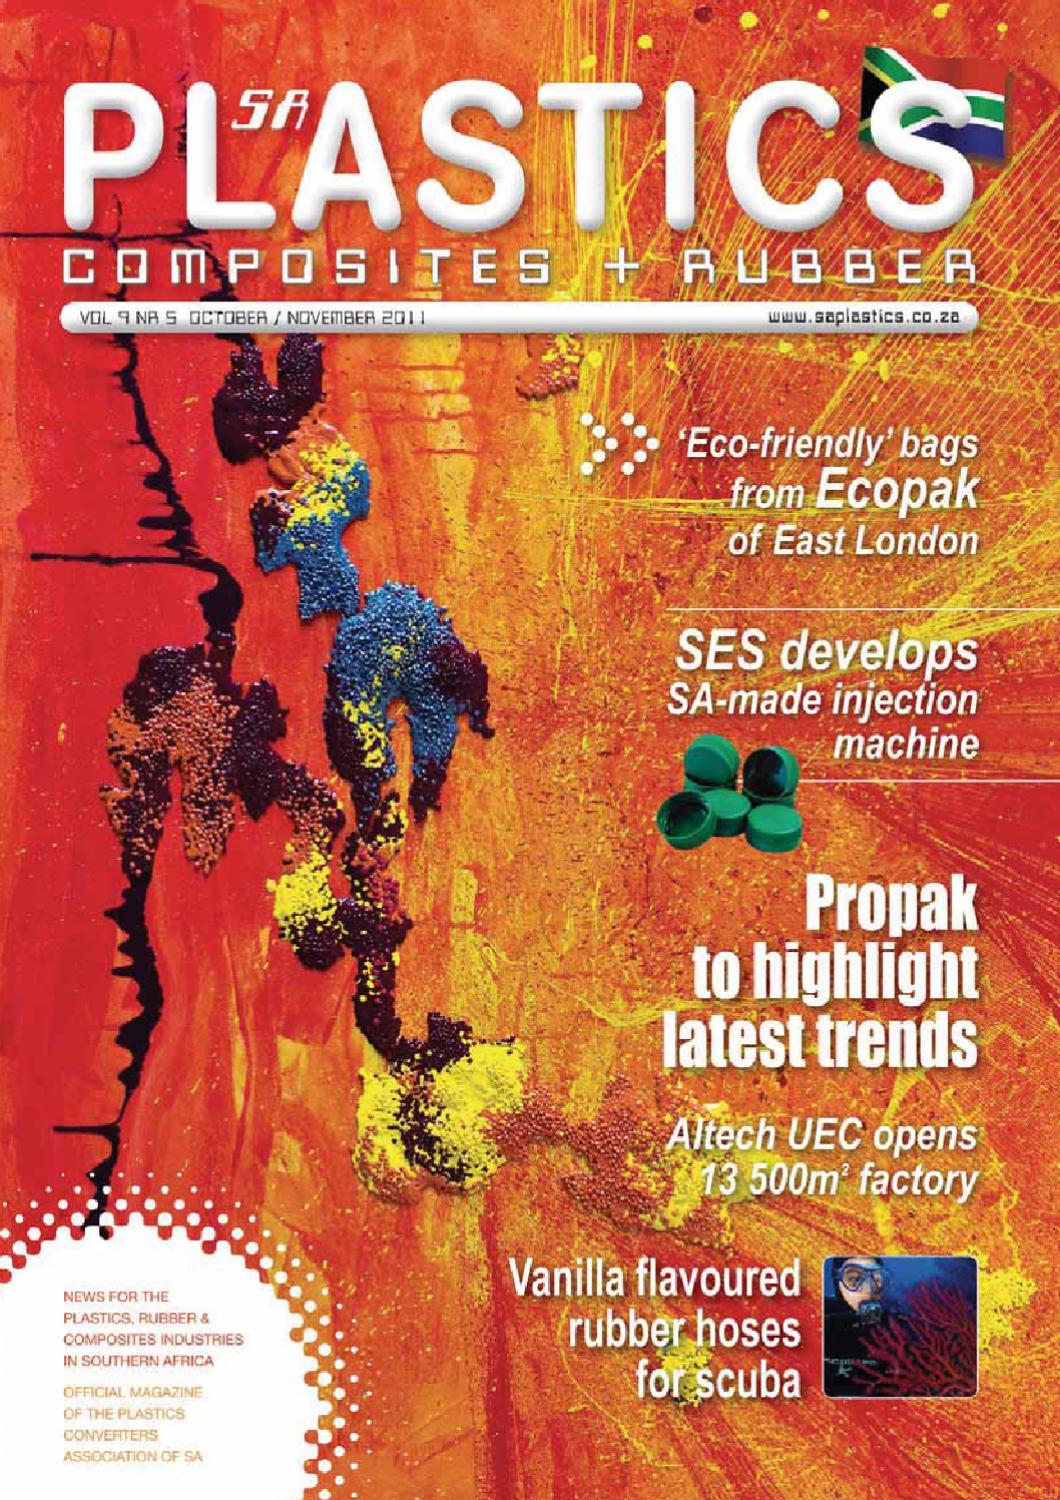 SA
PLASTICS
COMPOSITES + RUBBER
VOL 9 NR 5 OCTOBER / NOVEMBER 2011
www.saplastics.co.za
'Eco-friendly' bags
from Ecopak
of East London
SES develops
SA-made injection
machine
Propak
to highlight
latest trends
Altech UEC opens
13 500m² factory
Vanilla flavoured
rubber hoses
for scuba
NEWS FOR THE
PLASTICS, RUBBER &
COMPOSITES INDUSTRIES
IN SOUTHERN AFRICA
OFFICIAL MAGAZINE
OF THE PLASTICS
CONVERTERS
ASSOCIATION OF SA